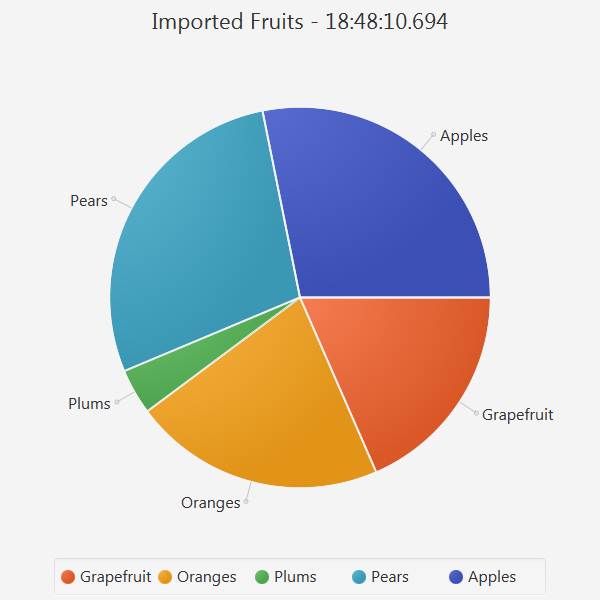 Imported Fruits - 18:48:10.694
Apples
Pears
Plums
Grapefruit
Oranges
Grapefruit Oranges Plums Pears Apples